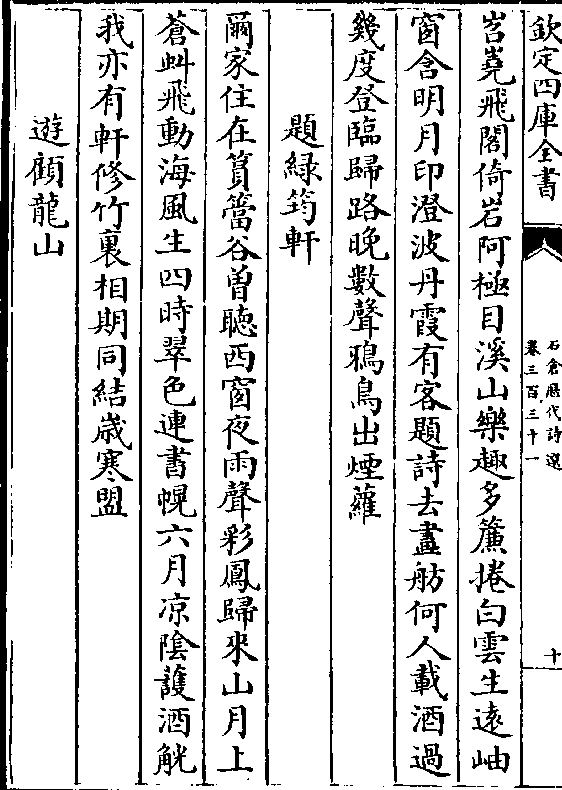 欽定四庫全書
石倉歷代詩選
卷三百三十一
十
岧嶤飛閣倚岩阿極目溪山樂趣多簾捲白雲生遠岫
窗含明月印澄波丹霞有客題詩去畫舫何人載酒過
幾度登臨歸路晚數聲鴉鳥出煙蘿
題緑筠軒
爾家住在篔簹谷曽聴西窗夜雨聲彩鳳歸來山月上
蒼虬飛動海風生四時翠色連書幌六月凉陰護酒觥
我亦有軒修竹裏相期同結嵗寒盟
遊顧龍山